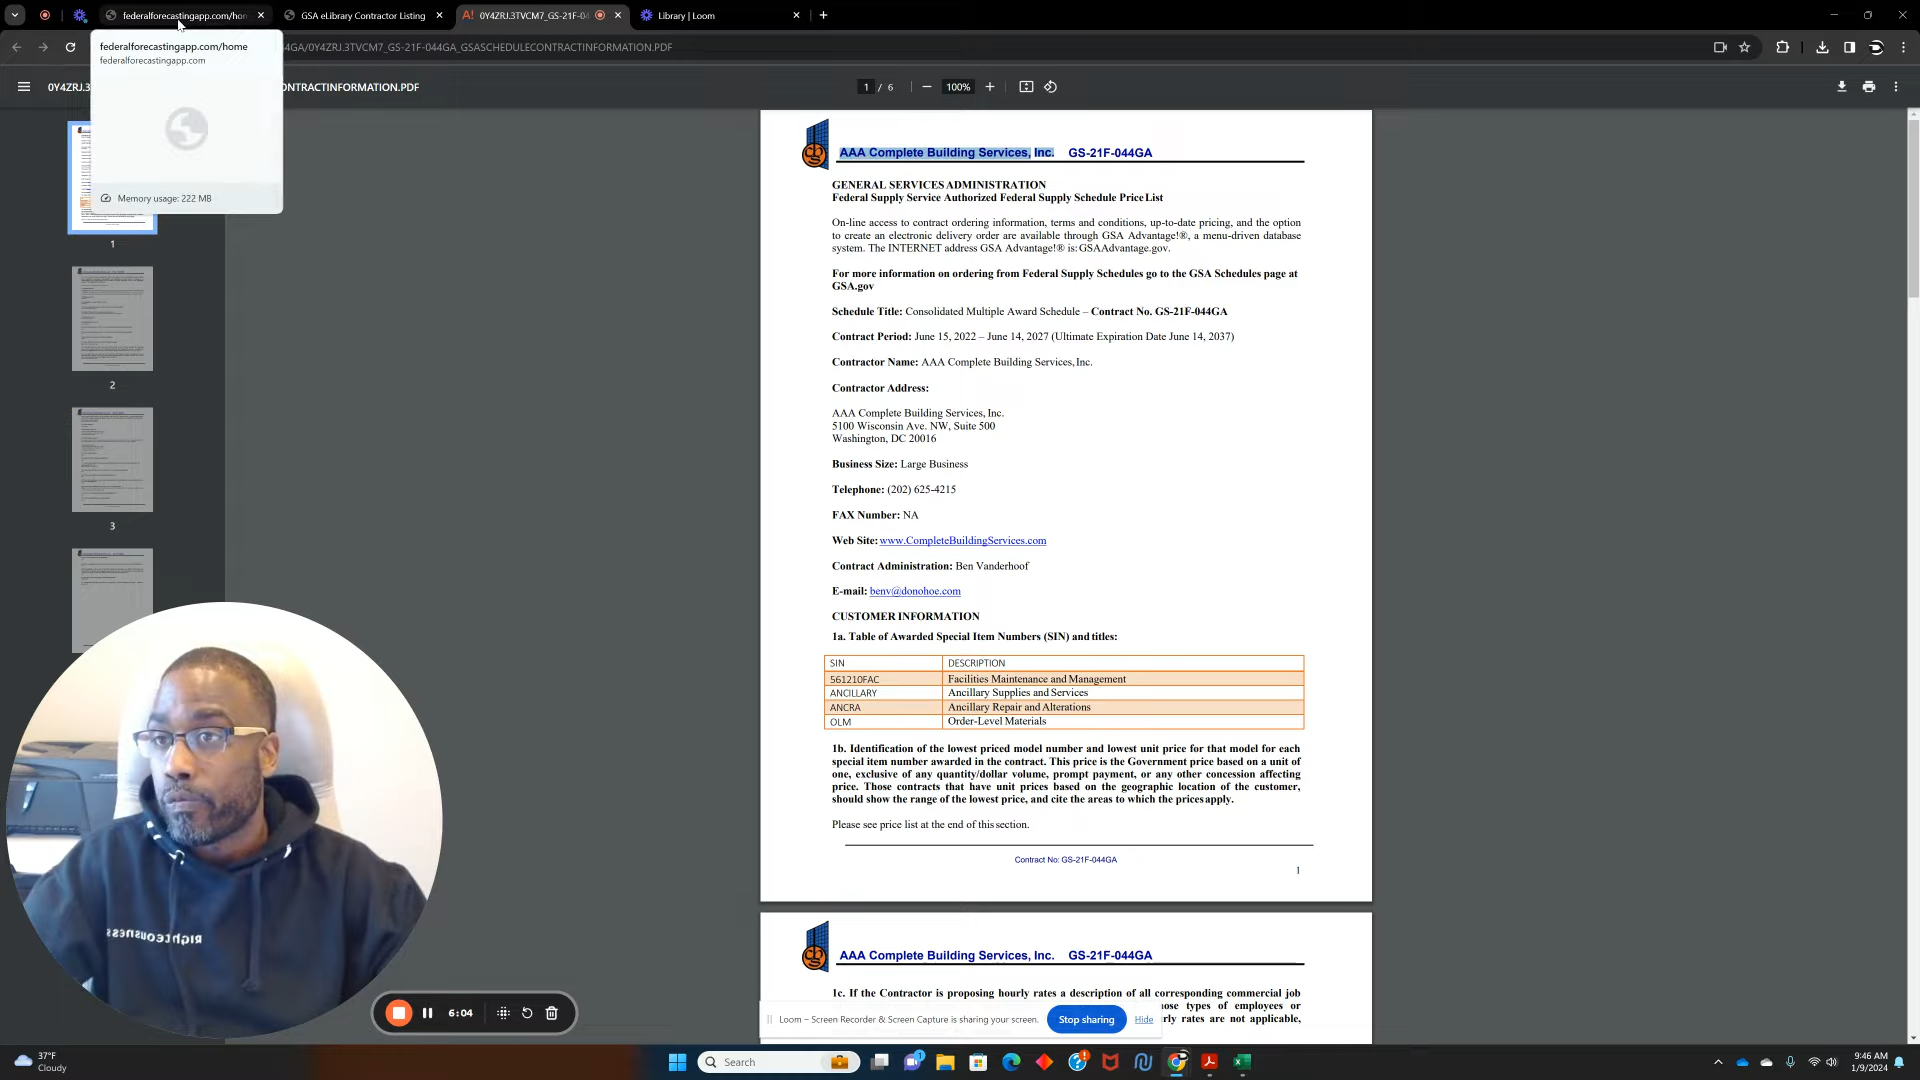 federalforecastingapp.com/hon
GSA eLibrary Contractor Listing
A! 0Y4ZRJ.3TVCM7_GS-21F-04
Library | Loom
4GA/0Y4ZRJ.3TVCM7_GS-21F-044GA_GSASCHEDULECONTRACTINFORMATION.PDF
federalforecastingapp.com/home
federalforecastingapp.com
Memory usage: 222 MB
0Y4ZRJ.3
ONTRACTINFORMATION.PDF
1 / 6
100%
1
2
3
AAA Complete Building Services, Inc. GS-21F-044GA
GENERAL SERVICES ADMINISTRATION
Federal Supply Service Authorized Federal Supply Schedule Price List
On-line access to contract ordering information, terms and conditions, up-to-date pricing, and the option
to create an electronic delivery order are available through GSA Advantage!®, a menu-driven database
system. The INTERNET address GSA Advantage!® is: GSAAdvantage.gov.
For more information on ordering from Federal Supply Schedules go to the GSA Schedules page at
GSA.gov
Schedule Title: Consolidated Multiple Award Schedule – Contract No. GS-21F-044GA
Contract Period: June 15, 2022 – June 14, 2027 (Ultimate Expiration Date June 14, 2037)
Contractor Name: AAA Complete Building Services, Inc.
Contractor Address:
AAA Complete Building Services, Inc.
5100 Wisconsin Ave. NW, Suite 500
Washington, DC 20016
Business Size: Large Business
Telephone: (202) 625-4215
FAX Number: NA
Web Site: www.CompleteBuildingServices.com
Contract Administration: Ben Vanderhoof
E-mail: benv@donohoe.com
CUSTOMER INFORMATION
1a. Table of Awarded Special Item Numbers (SIN) and titles:
SIN DESCRIPTION
561210FAC Facilities Maintenance and Management
ANCILLARY Ancillary Supplies and Services
ANCRA Ancillary Repair and Alterations
OLM Order-Level Materials
1b. Identification of the lowest priced model number and lowest unit price for that model for each
special item number awarded in the contract. This price is the Government price based on a unit of
one, exclusive of any quantity/dollar volume, prompt payment, or any other concession affecting
price. Those contracts that have unit prices based on the geographic location of the customer,
should show the range of the lowest price, and cite the areas to which the prices apply.
Please see price list at the end of this section.
Contract No: GS-21F-044GA
1
AAA Complete Building Services, Inc. GS-21F-044GA
1c. If the Contractor is proposing hourly rates a description of all corresponding commercial job
hose types of employees or
rly rates are not applicable,
Righteousness
6:04
Loom – Screen Recorder & Screen Capture is sharing your screen.
Stop sharing
Hide
37°F
Cloudy
Search
1
9:46 AM
1/9/2024